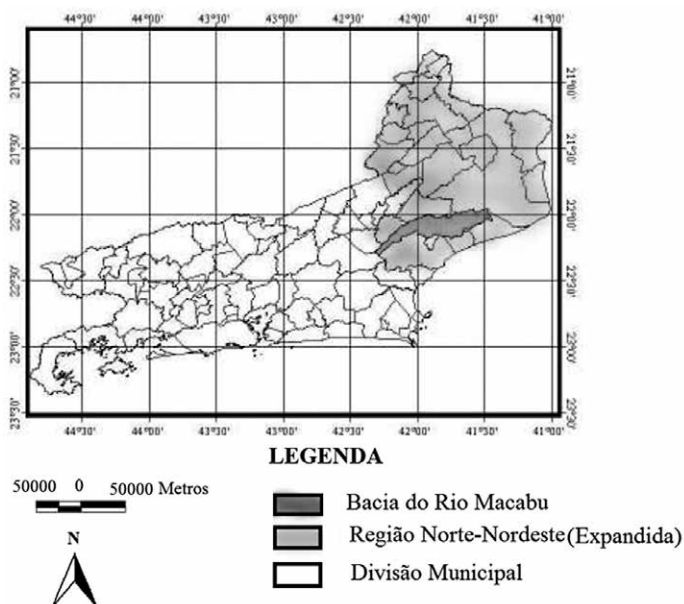 44°30' 44°00' 43°30' 43°00' 42°30' 42°00' 41°30' 41°00'
21°00' 21°00'
21°30' 21°30'
22°00' 22°00'
22°30' 22°30'
23°00' 23°00'
23°30' 23°30'
44°30' 44°00' 43°30' 43°00' 42°30' 42°00' 41°30' 41°00'
LEGENDA
50000 0 50000 Metros
N
Bacia do Rio Macabu
Região Norte-Nordeste (Expandida)
Divisão Municipal